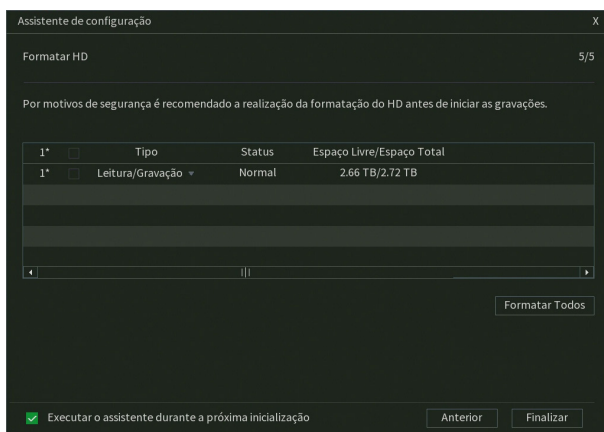 Assistente de configuração X
Formatar HD 5/5
Por motivos de segurança é recomendado a realização da formatação do HD antes de iniciar as gravações.
1* Tipo Status Espaço Livre/Espaço Total
1* Leitura/Gravação Normal 2.66 TB/2.72 TB
Formatar Todos
Executar o assistente durante a próxima inicialização Anterior Finalizar